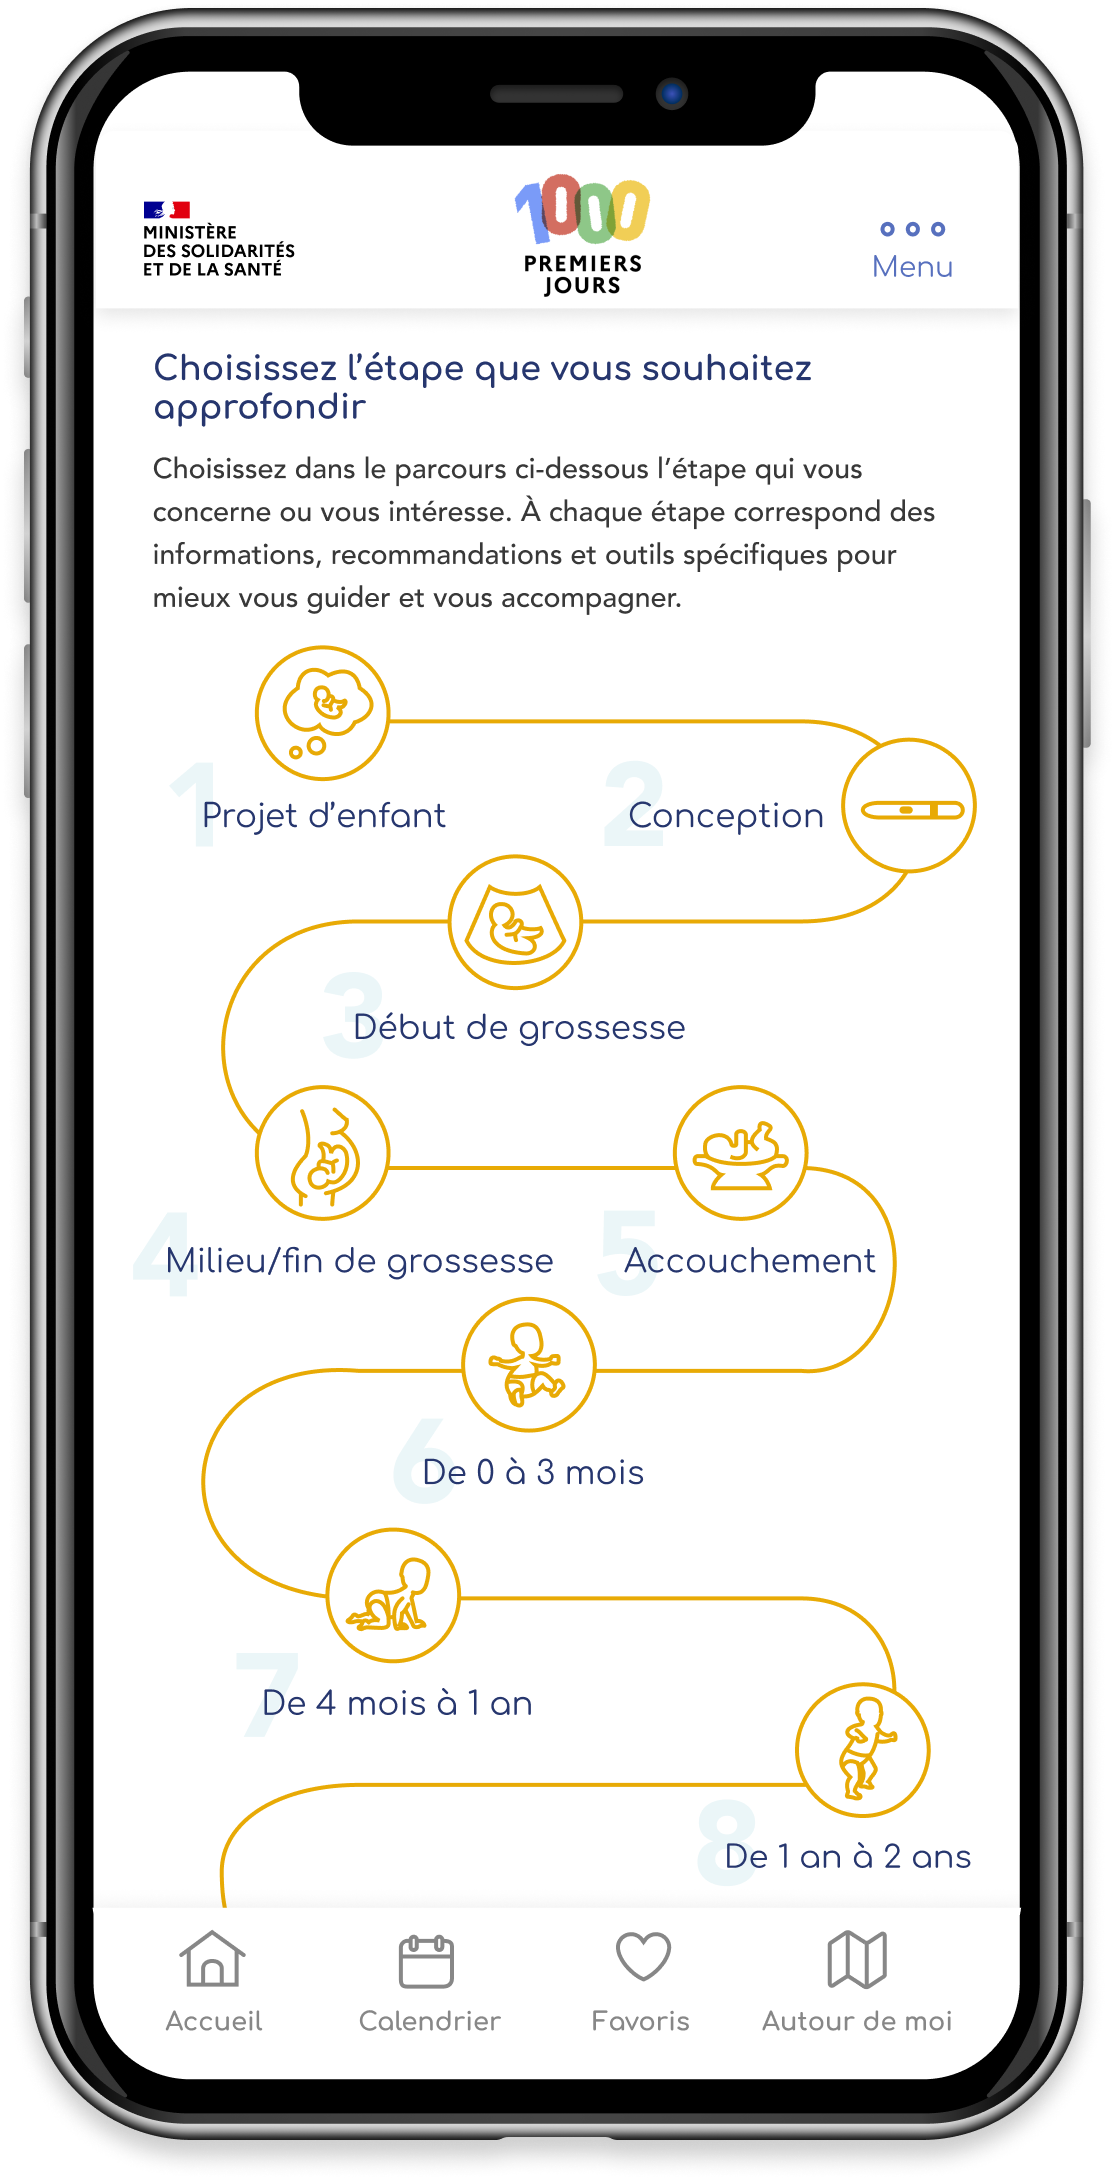 MINISTÈRE
DES SOLIDARITÉS
ET DE LA SANTÉ
1000
PREMIERS
JOURS
Menu
Choisissez l’étape que vous souhaitez
approfondir
Choisissez dans le parcours ci-dessous l’étape qui vous
concerne ou vous intéresse. À chaque étape correspond des
informations, recommandations et outils spécifiques pour
mieux vous guider et vous accompagner.
1 Projet d’enfant
2 Conception
3 Début de grossesse
4 Milieu/fin de grossesse
5 Accouchement
6 De 0 à 3 mois
7 De 4 mois à 1 an
8 De 1 an à 2 ans
Accueil
Calendrier
Favoris
Autour de moi